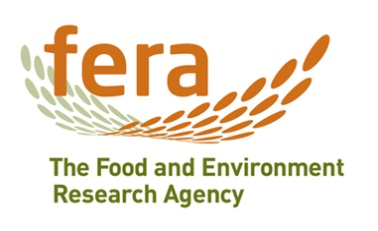 fera
The Food and Environment
Research Agency